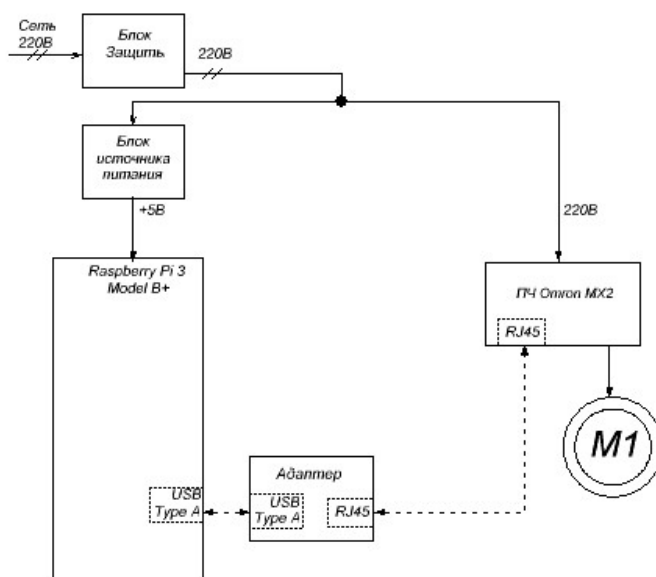 Сеть
220В
Блок
Защить
220В
Блок
источника
питания
+5В
220В
Raspberry Pi 3
Model B+
ПЧ Omron MX2
RJ45
M1
Адаптер
USB
Type A
USB
Type A
RJ45